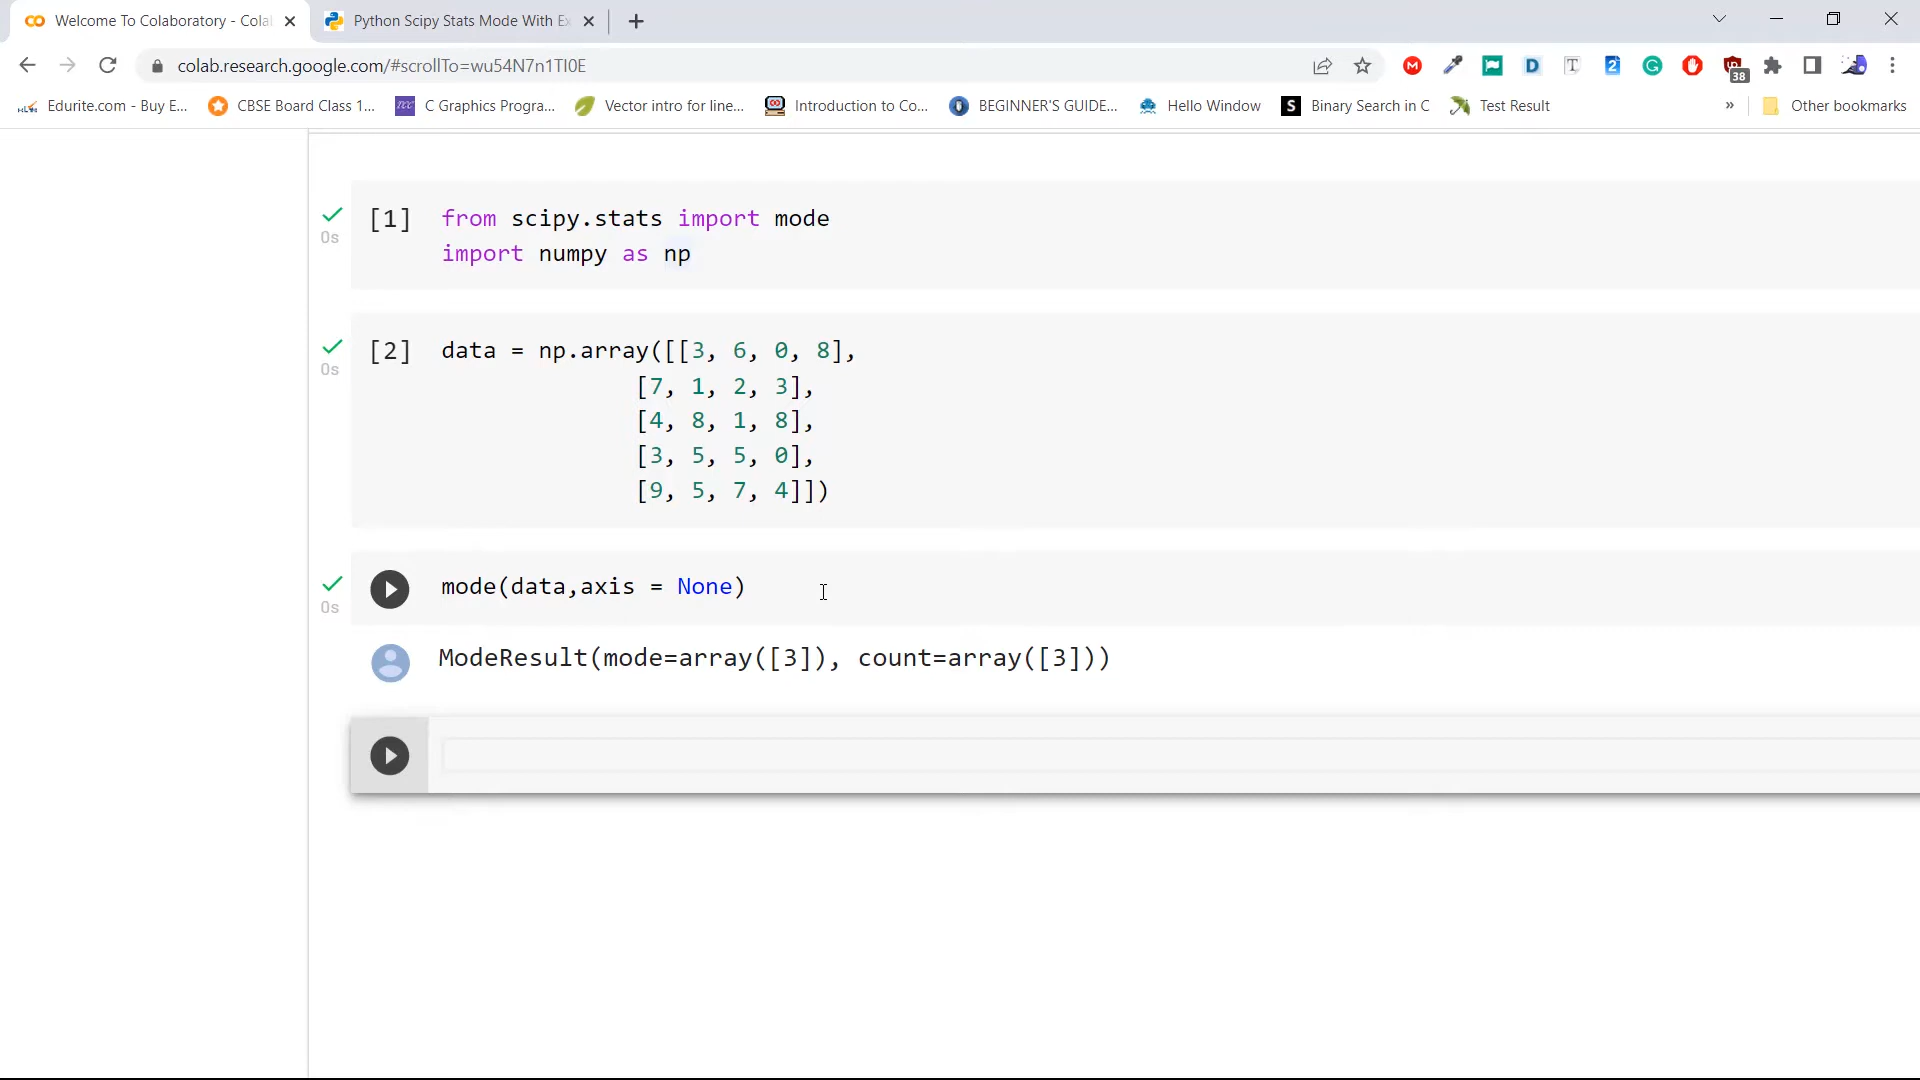 Welcome To Colaboratory - Cola
Python Scipy Stats Mode With Ex
colab.research.google.com/#scrollTo=wu54N7n1TI0E
38
Edurite.com - Buy E...
CBSE Board Class 1...
C Graphics Progra...
Vector intro for line...
Introduction to Co...
BEGINNER'S GUIDE...
Hello Window
Binary Search in C
Test Result
»
Other bookmarks
[1] from scipy.stats import mode
0s
import numpy as np
[2] data = np.array([[3, 6, 0, 8],
0s
[7, 1, 2, 3],
[4, 8, 1, 8],
[3, 5, 5, 0],
[9, 5, 7, 4]])
mode(data,axis = None)
0s
ModeResult(mode=array([3]), count=array([3]))